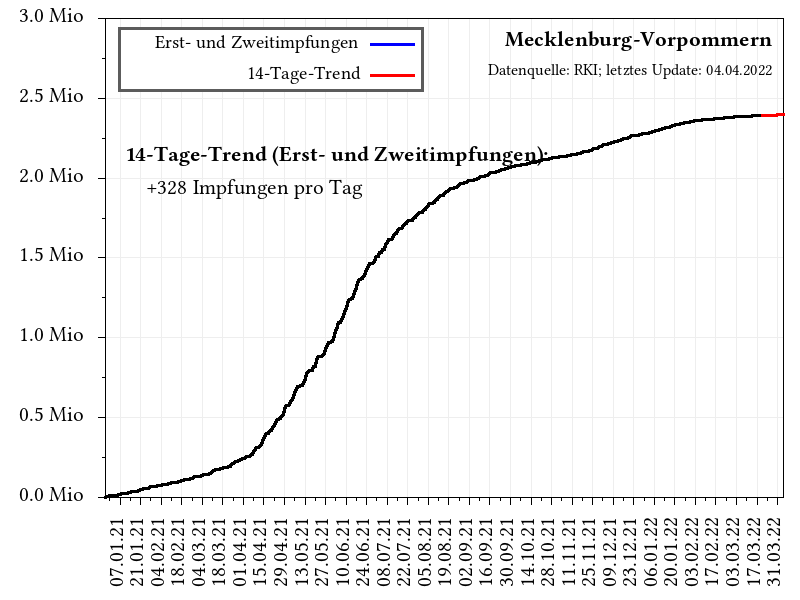 3.0 Mio
2.5 Mio
2.0 Mio
1.5 Mio
1.0 Mio
0.5 Mio
0.0 Mio
Erst- und Zweitimpfungen
14-Tage-Trend
Mecklenburg-Vorpommern
Datenquelle: RKI; letztes Update: 04.04.2022
14-Tage-Trend (Erst- und Zweitimpfungen):
+328 Impfungen pro Tag
07.01.21
21.01.21
04.02.21
18.02.21
04.03.21
18.03.21
01.04.21
15.04.21
29.04.21
13.05.21
27.05.21
10.06.21
24.06.21
08.07.21
22.07.21
05.08.21
19.08.21
02.09.21
16.09.21
30.09.21
14.10.21
28.10.21
11.11.21
25.11.21
09.12.21
23.12.21
06.01.22
20.01.22
03.02.22
17.02.22
03.03.22
17.03.22
31.03.22